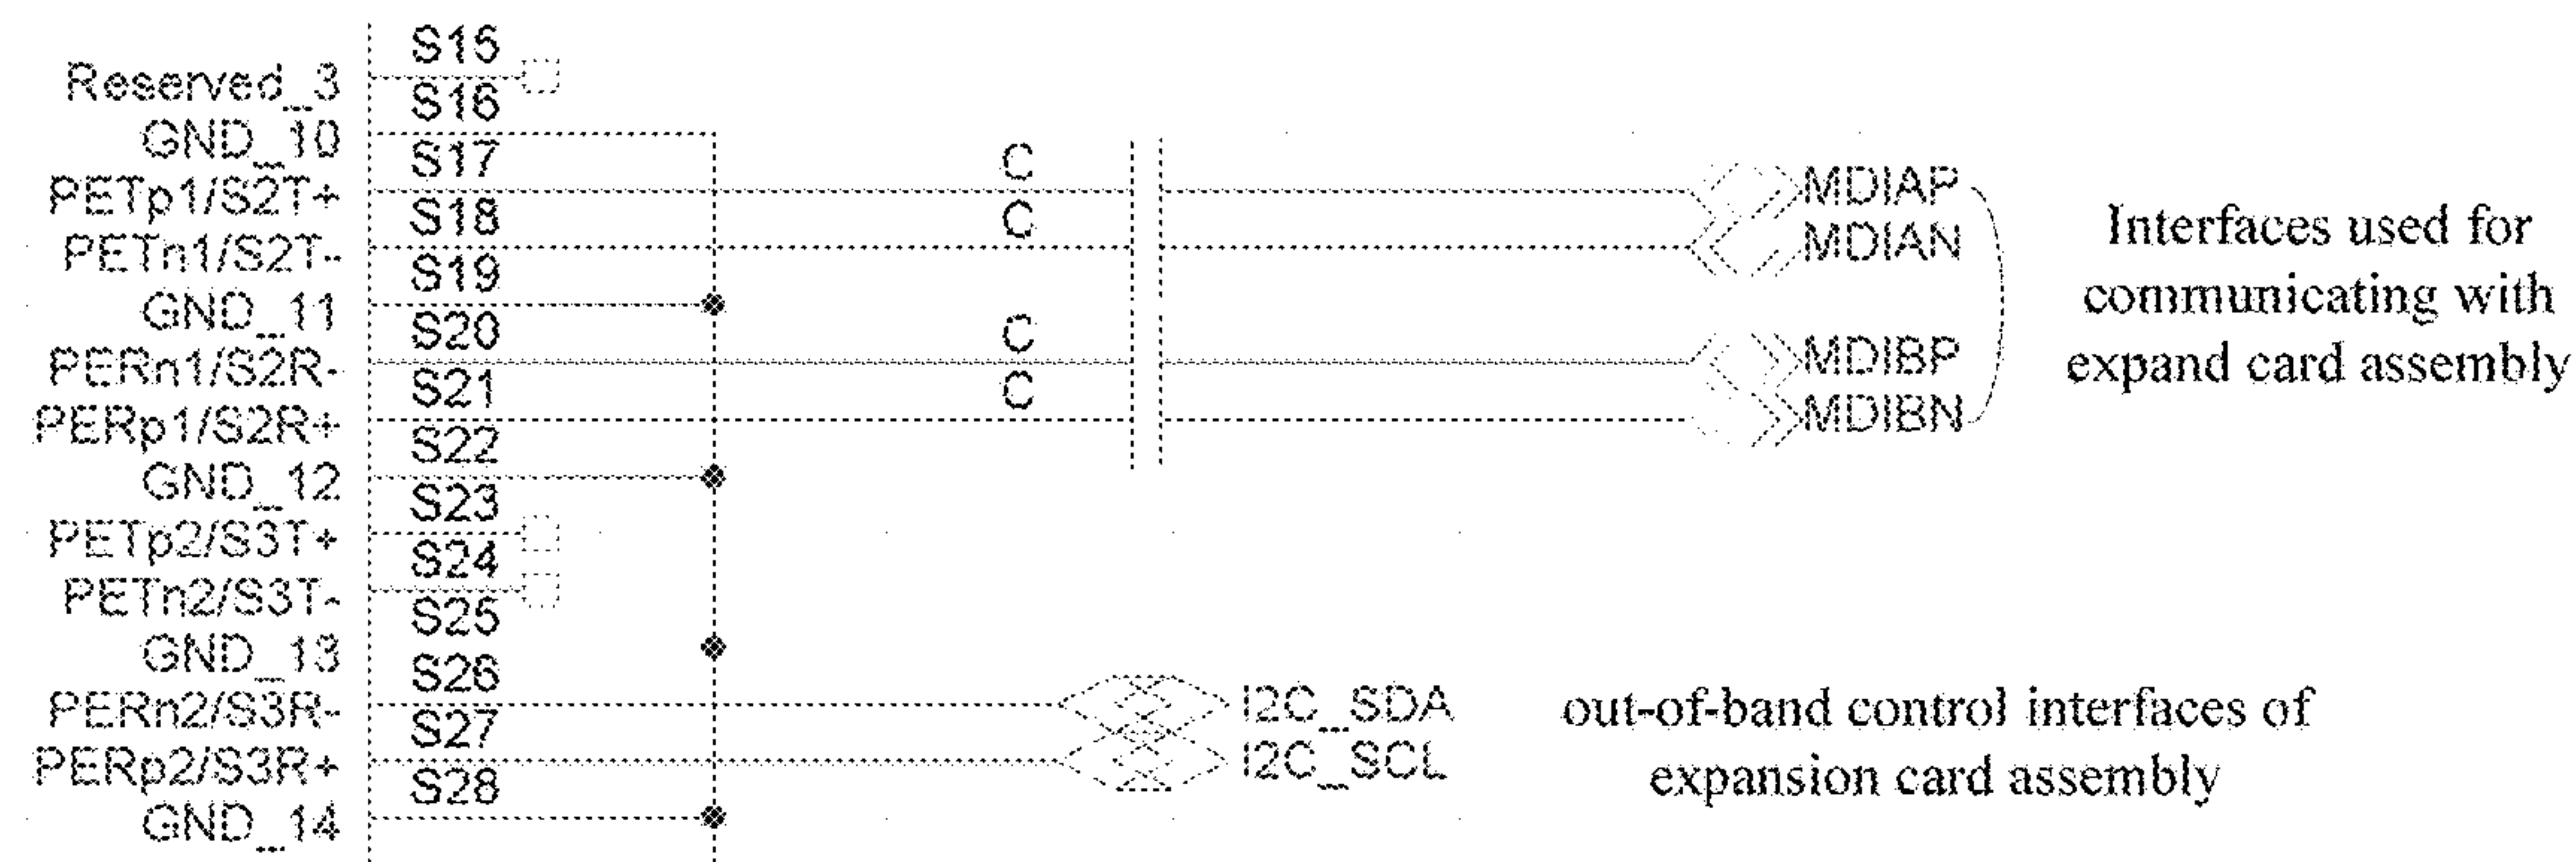 S15
Reserved_3
S16
GND_10
S17
C
PETp1/S2T+
MDIAP
S18
C
PETn1/S2T-
MDIAN
S19
GND_11
S20
C
PERn1/S2R-
MDIBP
S21
C
PERp1/S2R+
MDIBN
Interfaces used for
communicating with
expand card assembly
S22
GND_12
S23
PETp2/S3T+
S24
PETn2/S3T-
S25
GND_13
S26
PERn2/S3R-
I2C_SDA
S27
PERp2/S3R+
I2C_SCL
out-of-band control interfaces of
expansion card assembly
S28
GND_14